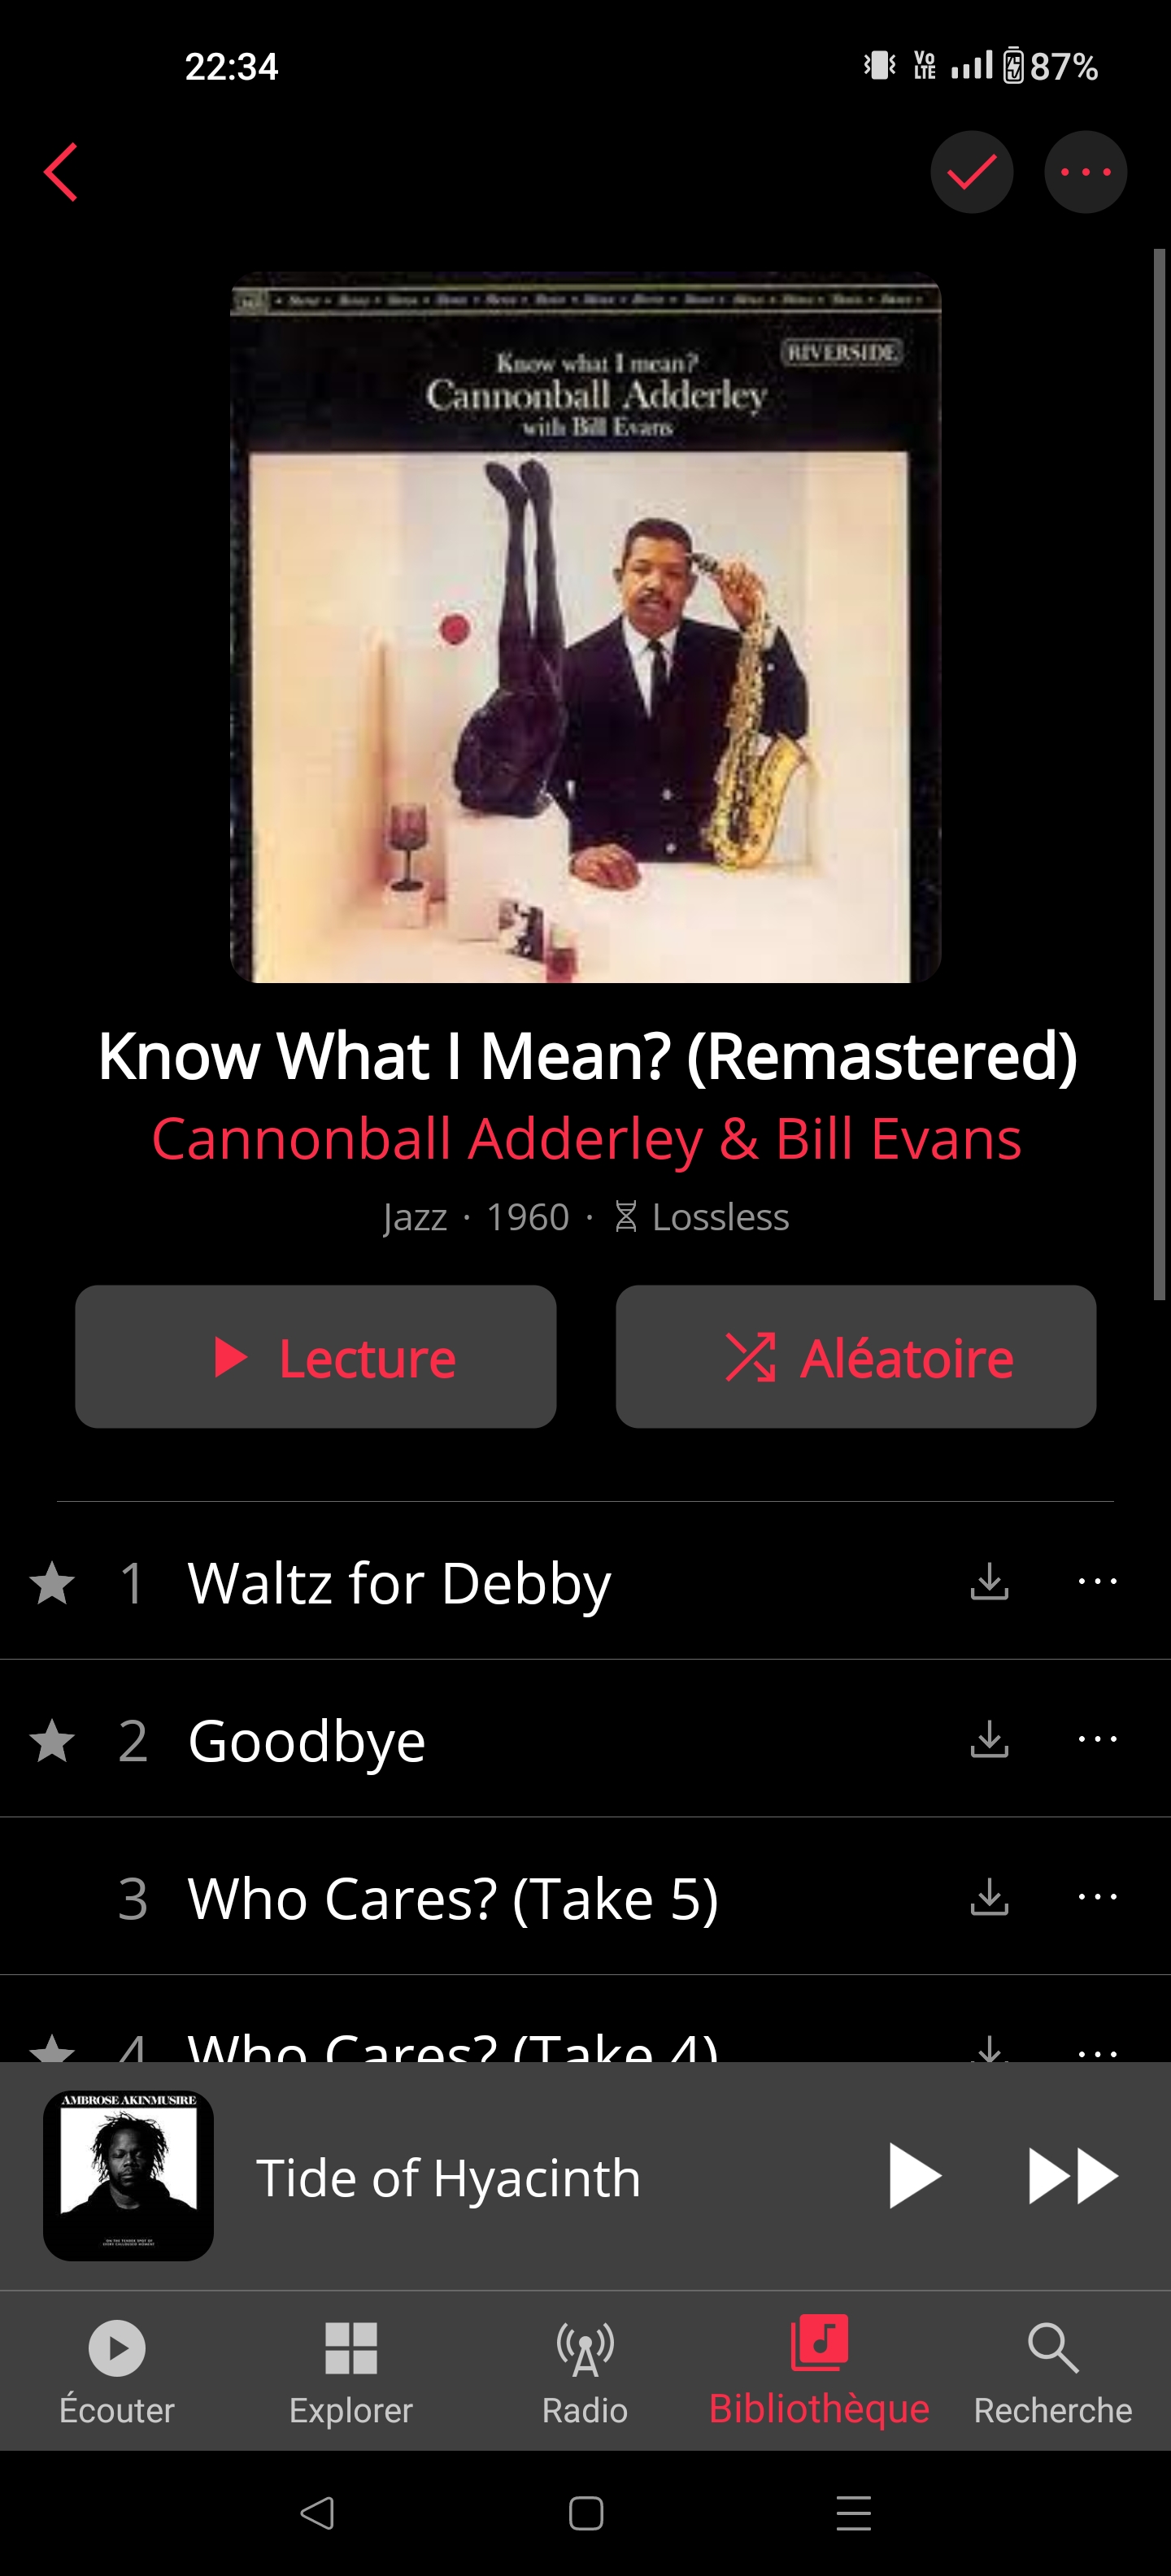 22:34
Vo
LTE
87%
RIVERSIDE
Know what I mean?
Cannonball Adderley
with Bill Evans
Know What I Mean? (Remastered)
Cannonball Adderley & Bill Evans
Jazz · 1960 · Lossless
Lecture
Aléatoire
1 Waltz for Debby
2 Goodbye
3 Who Cares? (Take 5)
4 Who Cares? (Take 4)
AMBROSE AKINMUSIRE
Tide of Hyacinth
Écouter
Explorer
Radio
Bibliothèque
Recherche